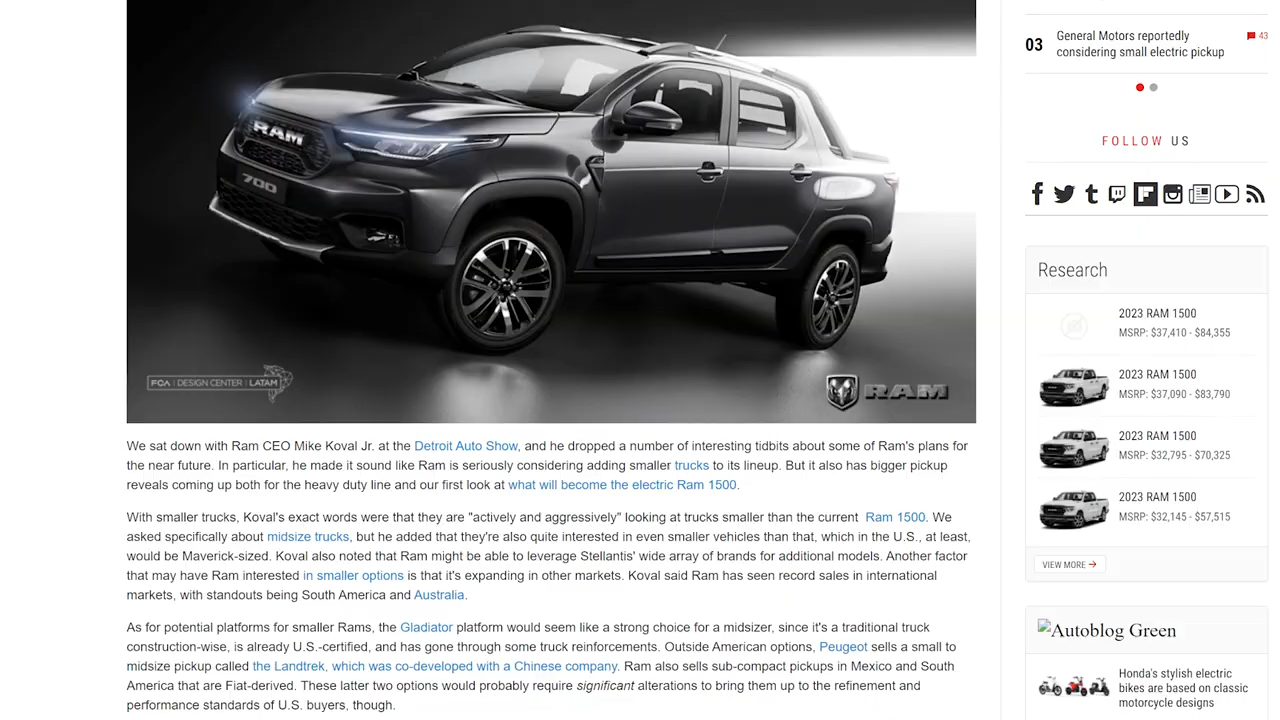 RAM
700
FCA | DESIGN CENTER | LATAM
RAM
We sat down with Ram CEO Mike Koval Jr. at the Detroit Auto Show, and he dropped a number of interesting tidbits about some of Ram's plans for
the near future. In particular, he made it sound like Ram is seriously considering adding smaller trucks to its lineup. But it also has bigger pickup
reveals coming up both for the heavy duty line and our first look at what will become the electric Ram 1500.
With smaller trucks, Koval's exact words were that they are "actively and aggressively" looking at trucks smaller than the current Ram 1500. We
asked specifically about midsize trucks, but he added that they're also quite interested in even smaller vehicles than that, which in the U.S., at least,
would be Maverick-sized. Koval also noted that Ram might be able to leverage Stellantis' wide array of brands for additional models. Another factor
that may have Ram interested in smaller options is that it's expanding in other markets. Koval said Ram has seen record sales in international
markets, with standouts being South America and Australia.
As for potential platforms for smaller Rams, the Gladiator platform would seem like a strong choice for a midsizer, since it's a traditional truck
construction-wise, is already U.S.-certified, and has gone through some truck reinforcements. Outside American options, Peugeot sells a small to
midsize pickup called the Landtrek, which was co-developed with a Chinese company. Ram also sells sub-compact pickups in Mexico and South
America that are Fiat-derived. These latter two options would probably require significant alterations to bring them up to the refinement and
performance standards of U.S. buyers, though.
03
General Motors reportedly
considering small electric pickup
43
FOLLOW US
Research
2023 RAM 1500
MSRP: $37,410 - $84,355
2023 RAM 1500
MSRP: $37,090 - $83,790
2023 RAM 1500
MSRP: $32,795 - $70,325
2023 RAM 1500
MSRP: $32,145 - $57,515
VIEW MORE
Autoblog Green
Honda's stylish electric
bikes are based on classic
motorcycle designs